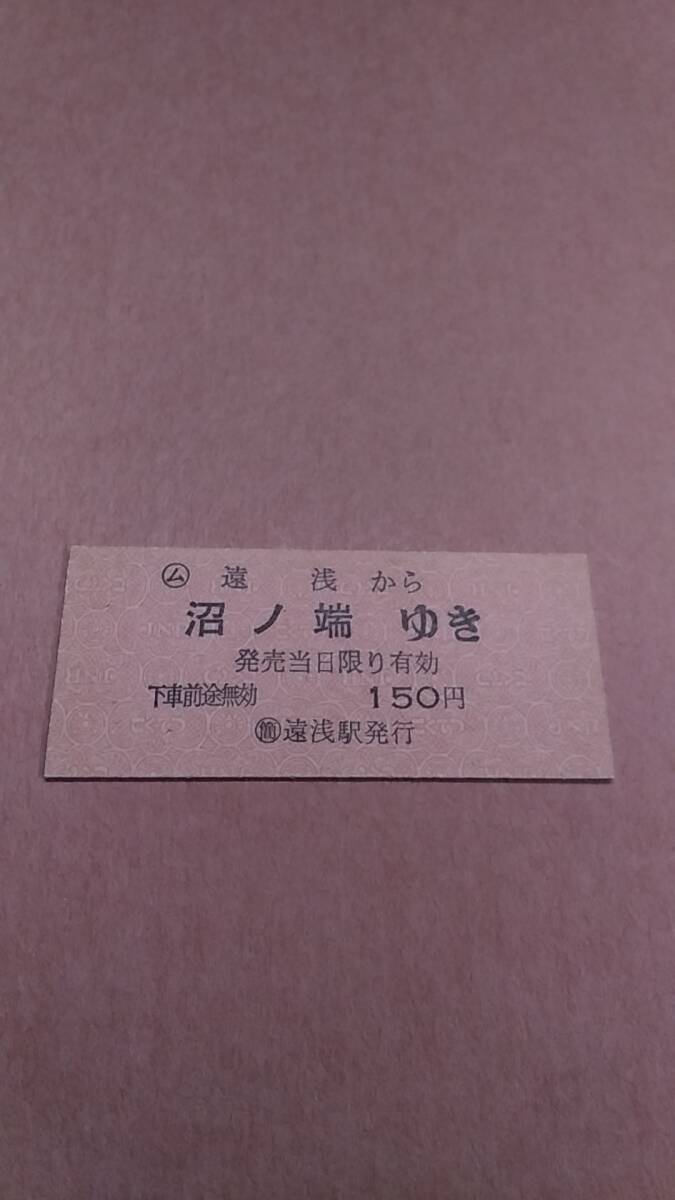 ㋰ 遠 浅 から
沼ノ端 ゆき
発売当日限り有効
下車前途無効 150円
㊢遠浅駅発行